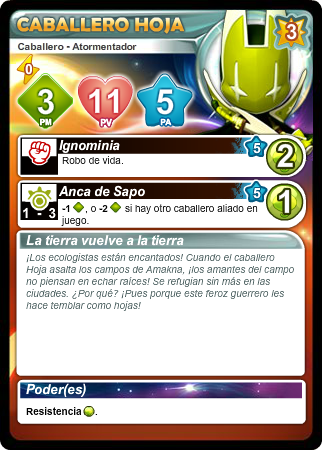 CABALLERO HOJA
3
Caballero - Atormentador
0
3
PM
11
PV
5
PA
Ignominia
5
2
Robo de vida.
Anca de Sapo
5
1
1 - 3
-1 , o -2 si hay otro caballero aliado en
juego.
La tierra vuelve a la tierra
¡Los ecologistas están encantados! Cuando el caballero
Hoja asalta los campos de Amakna, ¡los amantes del campo
no piensan en echar raíces! Se refugian sin más en las
ciudades. ¿Por qué? ¡Pues porque este feroz guerrero les
hace temblar como hojas!
Poder(es)
Resistencia .